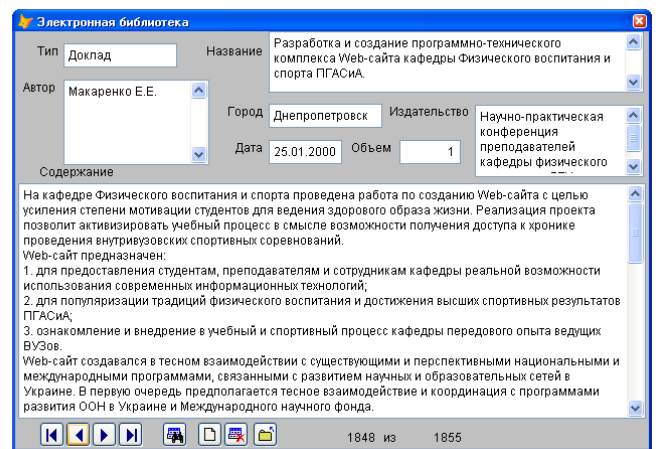 Электронная библиотека
Тип
Доклад
Название
Разработка и создание программно-технического
комплекса Web-сайта кафедры Физического воспитания и
спорта ПГАСиА.
Автор
Макаренко Е.Е.
Город
Днепропетровск
Издательство
Научно-практическая
конференция
преподавателей
кафедры физического
Дата
25.01.2000
Объем
1
Содержание
На кафедре Физического воспитания и спорта проведена работа по созданию Web-сайта с целью
усиления степени мотивации студентов для ведения здорового образа жизни. Реализация проекта
позволит активизировать учебный процесс в смысле возможности получения доступа к хронике
проведения внутривузовских спортивных соревнований.
Web-сайт предназначен:
1. для предоставления студентам, преподавателям и сотрудникам кафедры реальной возможности
использования современных информационных технологий;
2. для популяризации традиций физического воспитания и достижения высших спортивных результатов
ПГАСиА;
3. ознакомление и внедрение в учебный и спортивный процесс кафедры передового опыта ведущих
ВУЗов.
Web-сайт создавался в тесном взаимодействии с существующими и перспективными национальными и
международными программами, связанными с развитием научных и образовательных сетей в
Украине. В первую очередь предполагается тесное взаимодействие и координация с программами
развития ООН в Украине и Международного научного фонда.
1848 из 1855